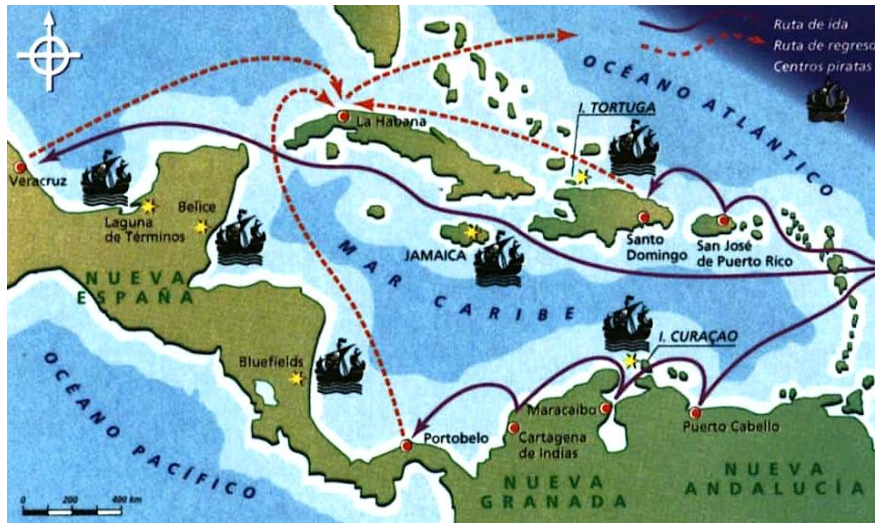 Ruta de ida
Ruta de regreso
Centros piratas
OCÉANO ATLÁNTICO
I. TORTUGA
La Habana
Veracruz
Laguna
de Términos
Belice
JAMAICA
Santo
Domingo
San José
de Puerto Rico
NUEVA
ESPAÑA
MAR CARIBE
I. CURAÇAO
Bluefields
OCÉANO PACÍFICO
Portobelo
Maracaibo
Cartagena
de Indias
Puerto Cabello
NUEVA
GRANADA
NUEVA
ANDALUCÍA
0 200 400 km